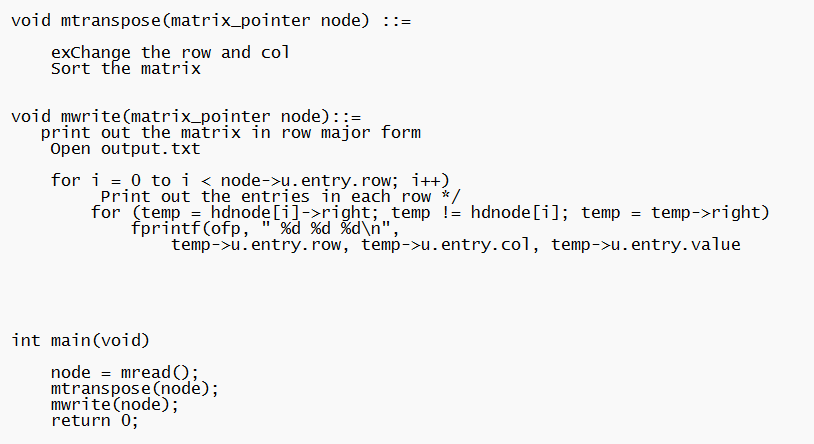 void mtranspose(matrix_pointer node) ::=
exChange the row and col
Sort the matrix
void mwrite(matrix_pointer node)::=
print out the matrix in row major form
Open output.txt
for i = 0 to i < node->u.entry.row; i++)
Print out the entries in each row */
for (temp = hdnode[i]->right; temp != hdnode[i]; temp = temp->right)
fprintf(ofp, " %d %d %d\n",
temp->u.entry.row, temp->u.entry.col, temp->u.entry.value
int main(void)
node = mread();
mtranspose(node);
mwrite(node);
return 0;